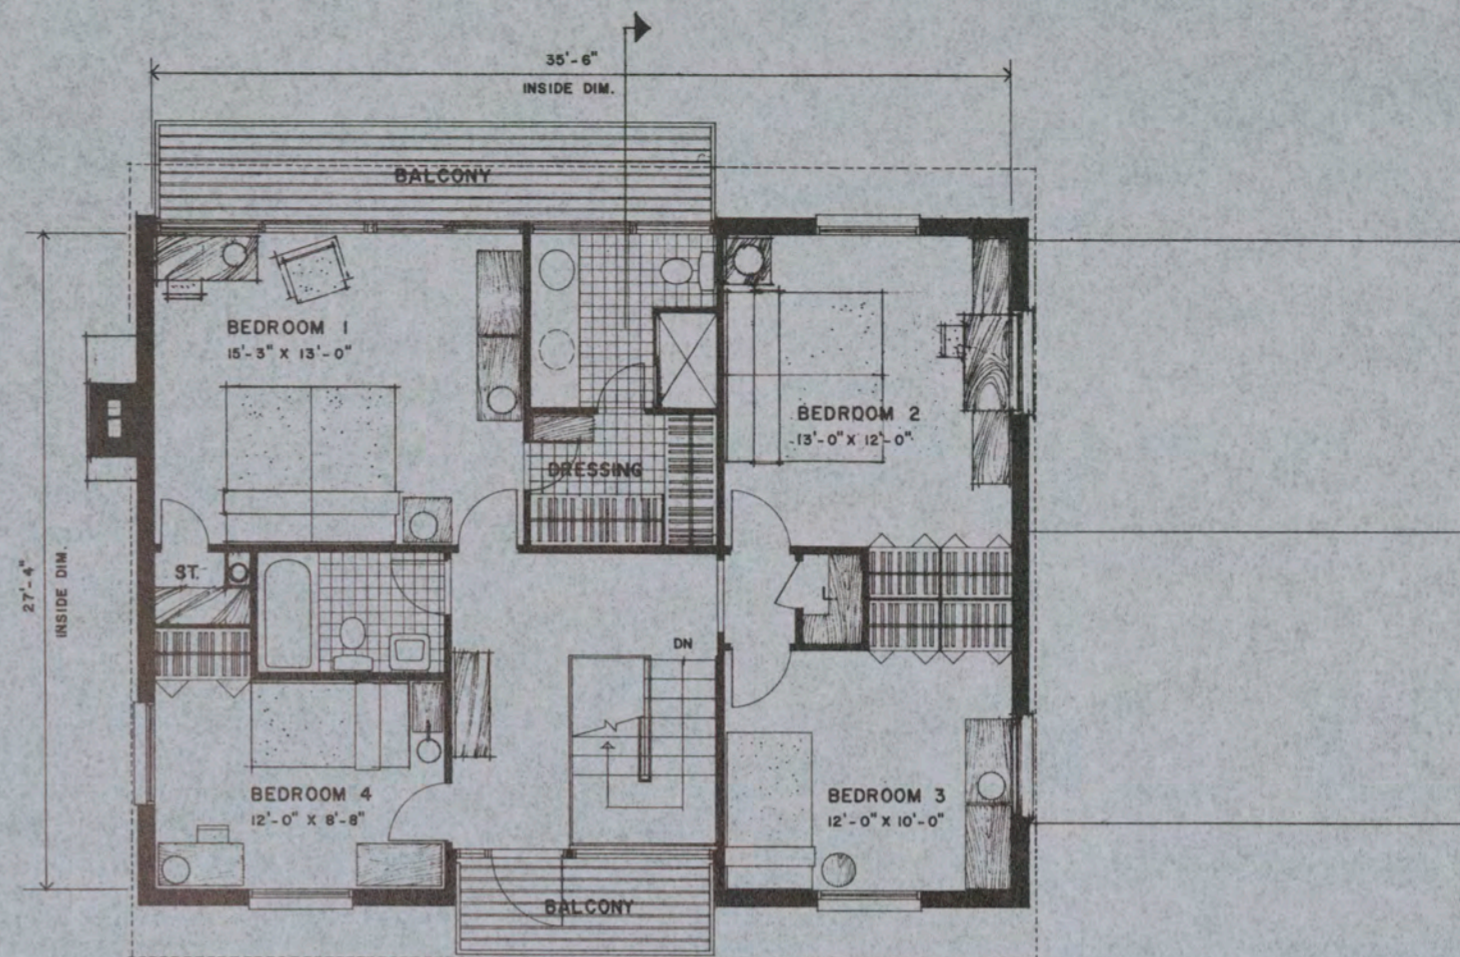 35'-6"
INSIDE DIM.
BALCONY
BEDROOM 1
15'-3" X 13'-0"
BEDROOM 2
13'-0" X 12'-0"
DRESSING
27'-4"
INSIDE DIM.
ST.
L
DN
BEDROOM 4
12'-0" X 8'-8"
BEDROOM 3
12'-0" X 10'-0"
BALCONY